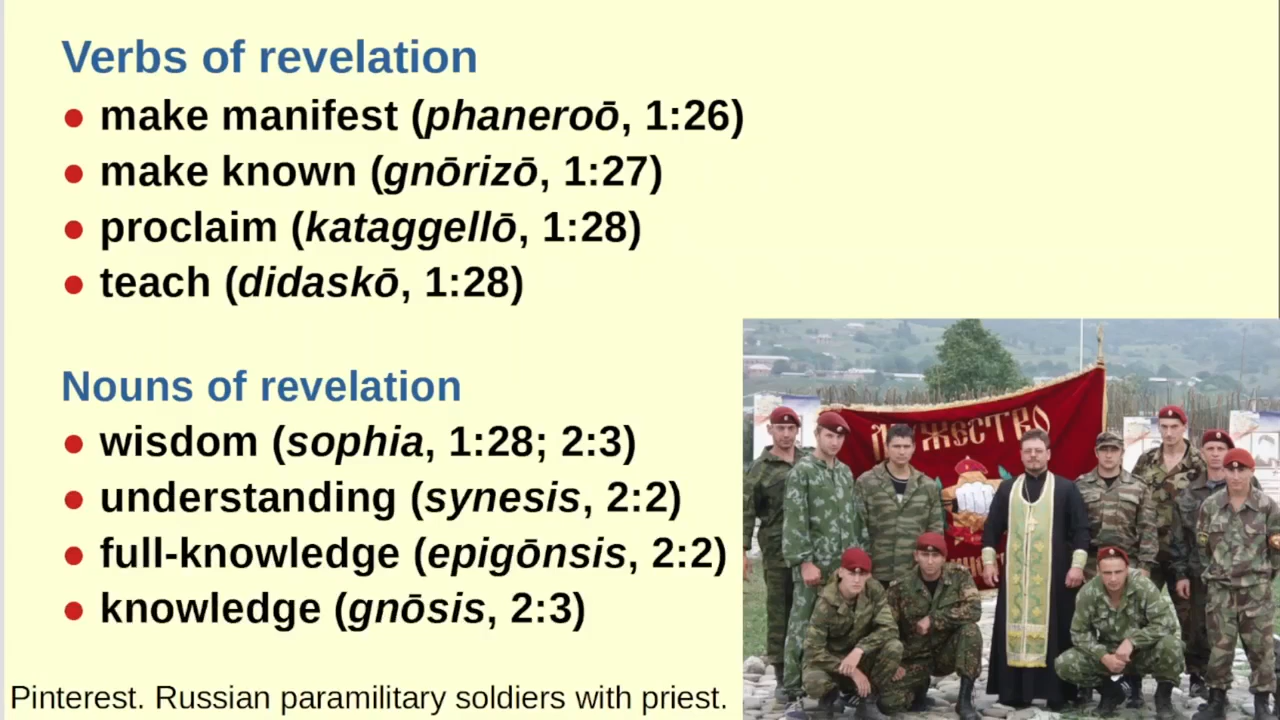 Verbs of revelation
● make manifest (phaneroō, 1:26)
● make known (gnōrizō, 1:27)
● proclaim (kataggellō, 1:28)
● teach (didaskō, 1:28)
Nouns of revelation
● wisdom (sophia, 1:28; 2:3)
● understanding (synesis, 2:2)
● full-knowledge (epigōnsis, 2:2)
● knowledge (gnōsis, 2:3)
Pinterest. Russian paramilitary soldiers with priest.